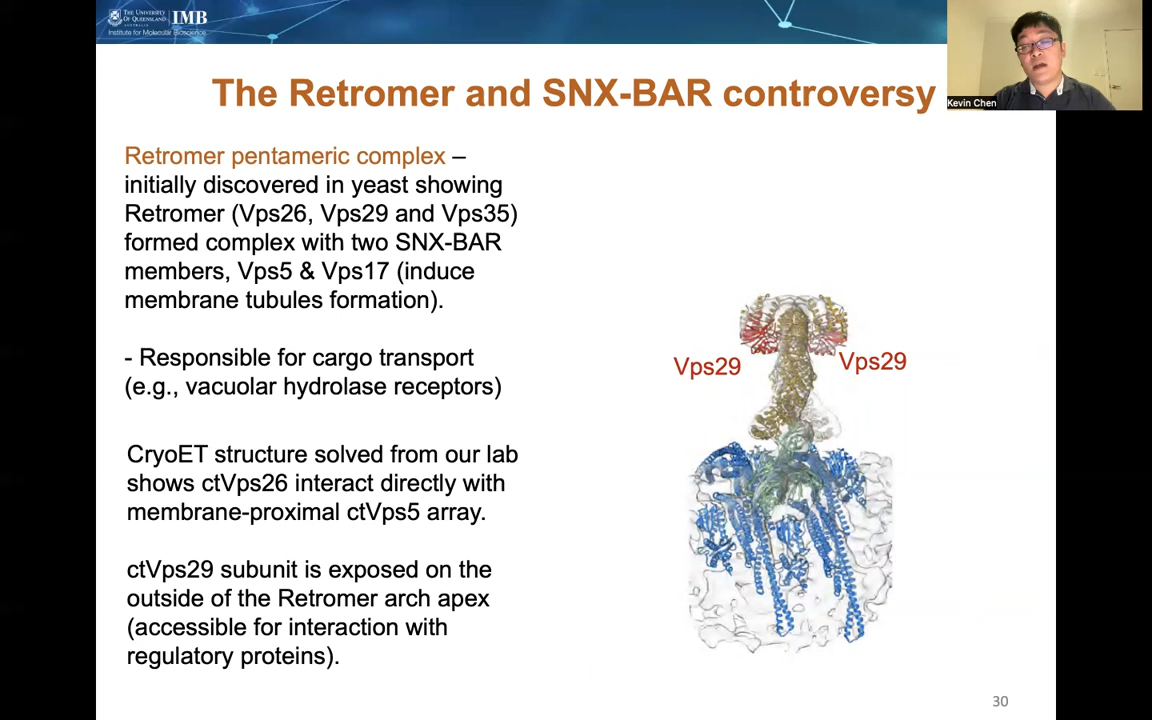 THE UNIVERSITY
OF QUEENSLAND
AUSTRALIA
IMB
Institute for Molecular Bioscience
The Retromer and SNX-BAR controversy
Kevin Chen
Retromer pentameric complex –
initially discovered in yeast showing
Retromer (Vps26, Vps29 and Vps35)
formed complex with two SNX-BAR
members, Vps5 & Vps17 (induce
membrane tubules formation).
- Responsible for cargo transport
(e.g., vacuolar hydrolase receptors)
CryoET structure solved from our lab
shows ctVps26 interact directly with
membrane-proximal ctVps5 array.
ctVps29 subunit is exposed on the
outside of the Retromer arch apex
(accessible for interaction with
regulatory proteins).
Vps29
Vps29
30